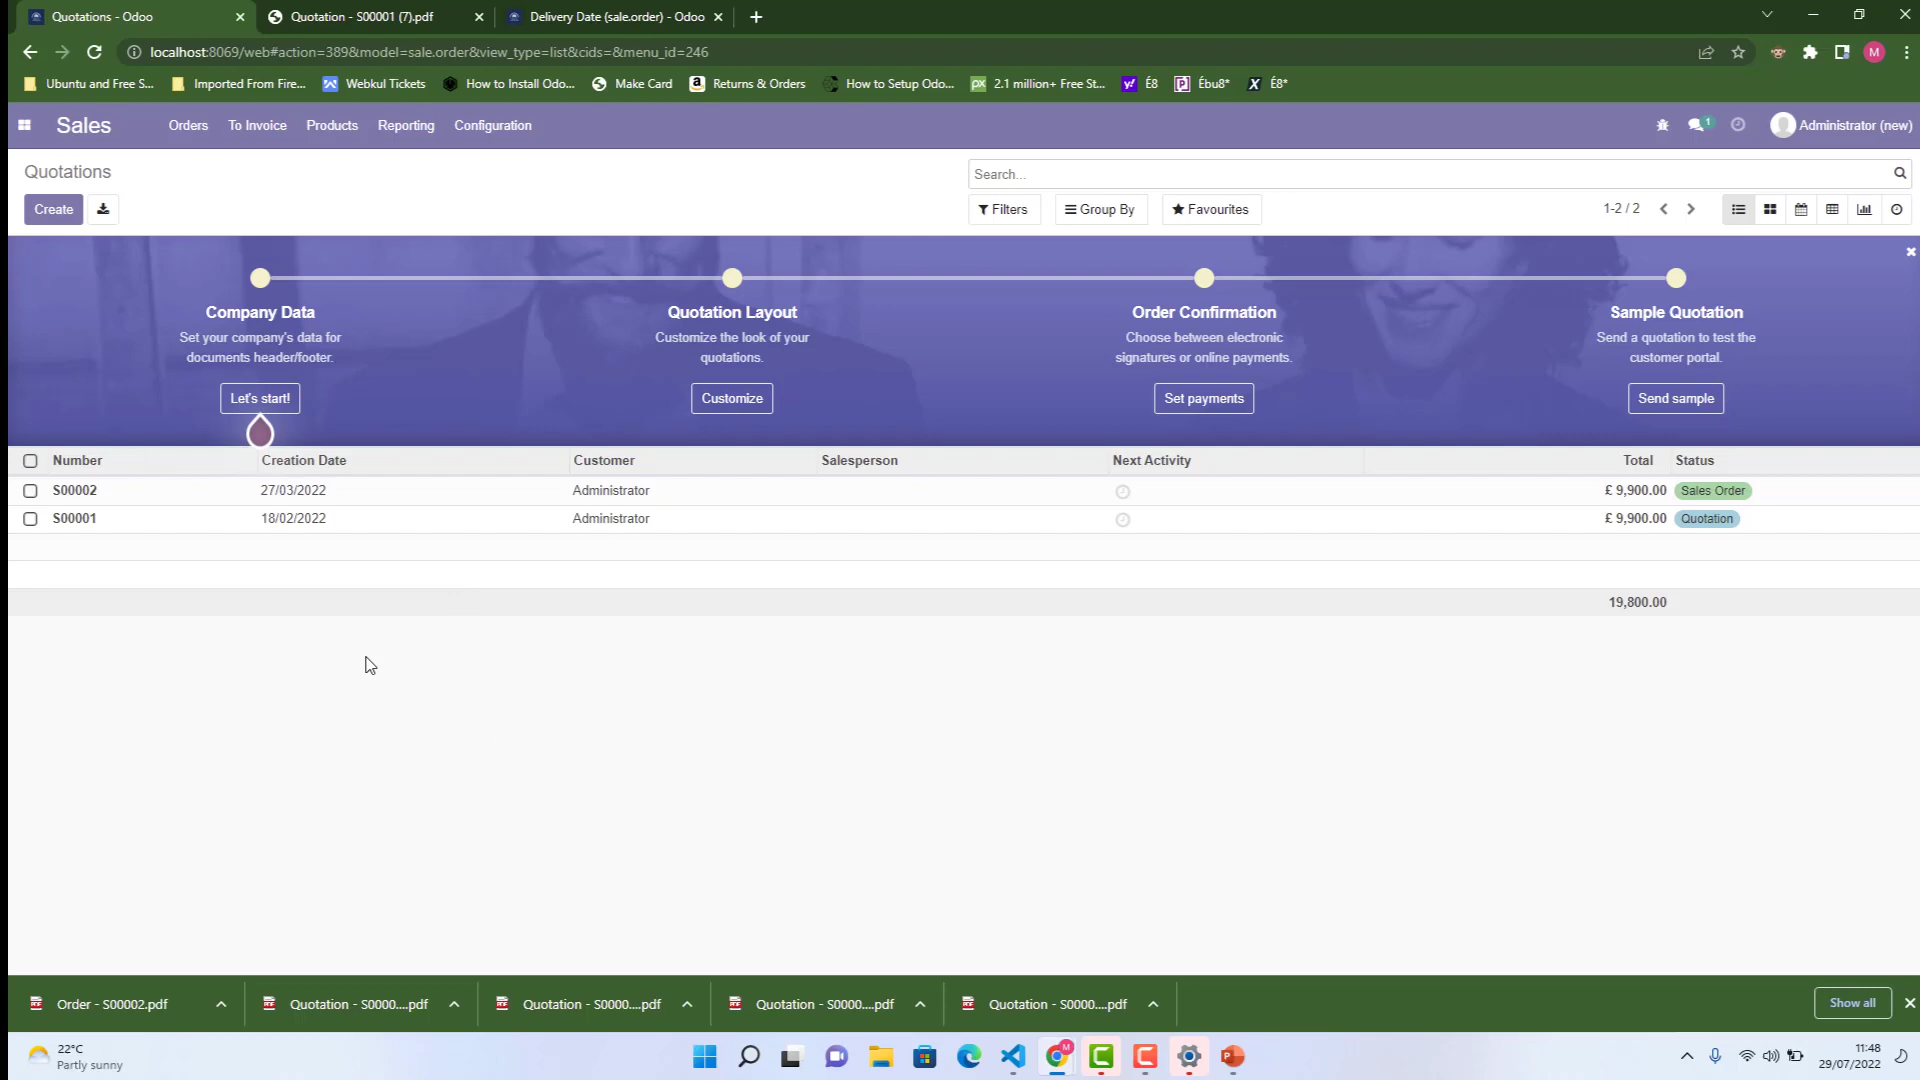 Quotations - Odoo
Quotation - S00001 (7).pdf
Delivery Date (sale.order) - Odoo
localhost:8069/web#action=389&model=sale.order&view_type=list&cids=&menu_id=246
M
Ubuntu and Free S...
Imported From Fire...
Webkul Tickets
How to Install Odoo...
Make Card
Returns & Orders
How to Setup Odo...
2.1 million+ Free St...
É8
Ëbu8*
É8*
Sales
Orders
To Invoice
Products
Reporting
Configuration
1
Administrator (new)
Quotations
Search...
Create
Filters
Group By
Favourites
1-2 / 2
Company Data
Set your company's data for
documents header/footer.
Let's start!
Quotation Layout
Customize the look of your
quotations.
Customize
Order Confirmation
Choose between electronic
signatures or online payments.
Set payments
Sample Quotation
Send a quotation to test the
customer portal.
Send sample
Number Creation Date Customer Salesperson Next Activity Total Status
S00002 27/03/2022 Administrator £ 9,900.00 Sales Order
S00001 18/02/2022 Administrator £ 9,900.00 Quotation
19,800.00
Order - S00002.pdf
Quotation - S0000....pdf
Quotation - S0000....pdf
Quotation - S0000....pdf
Quotation - S0000....pdf
Show all
22°C
Partly sunny
11:48
29/07/2022